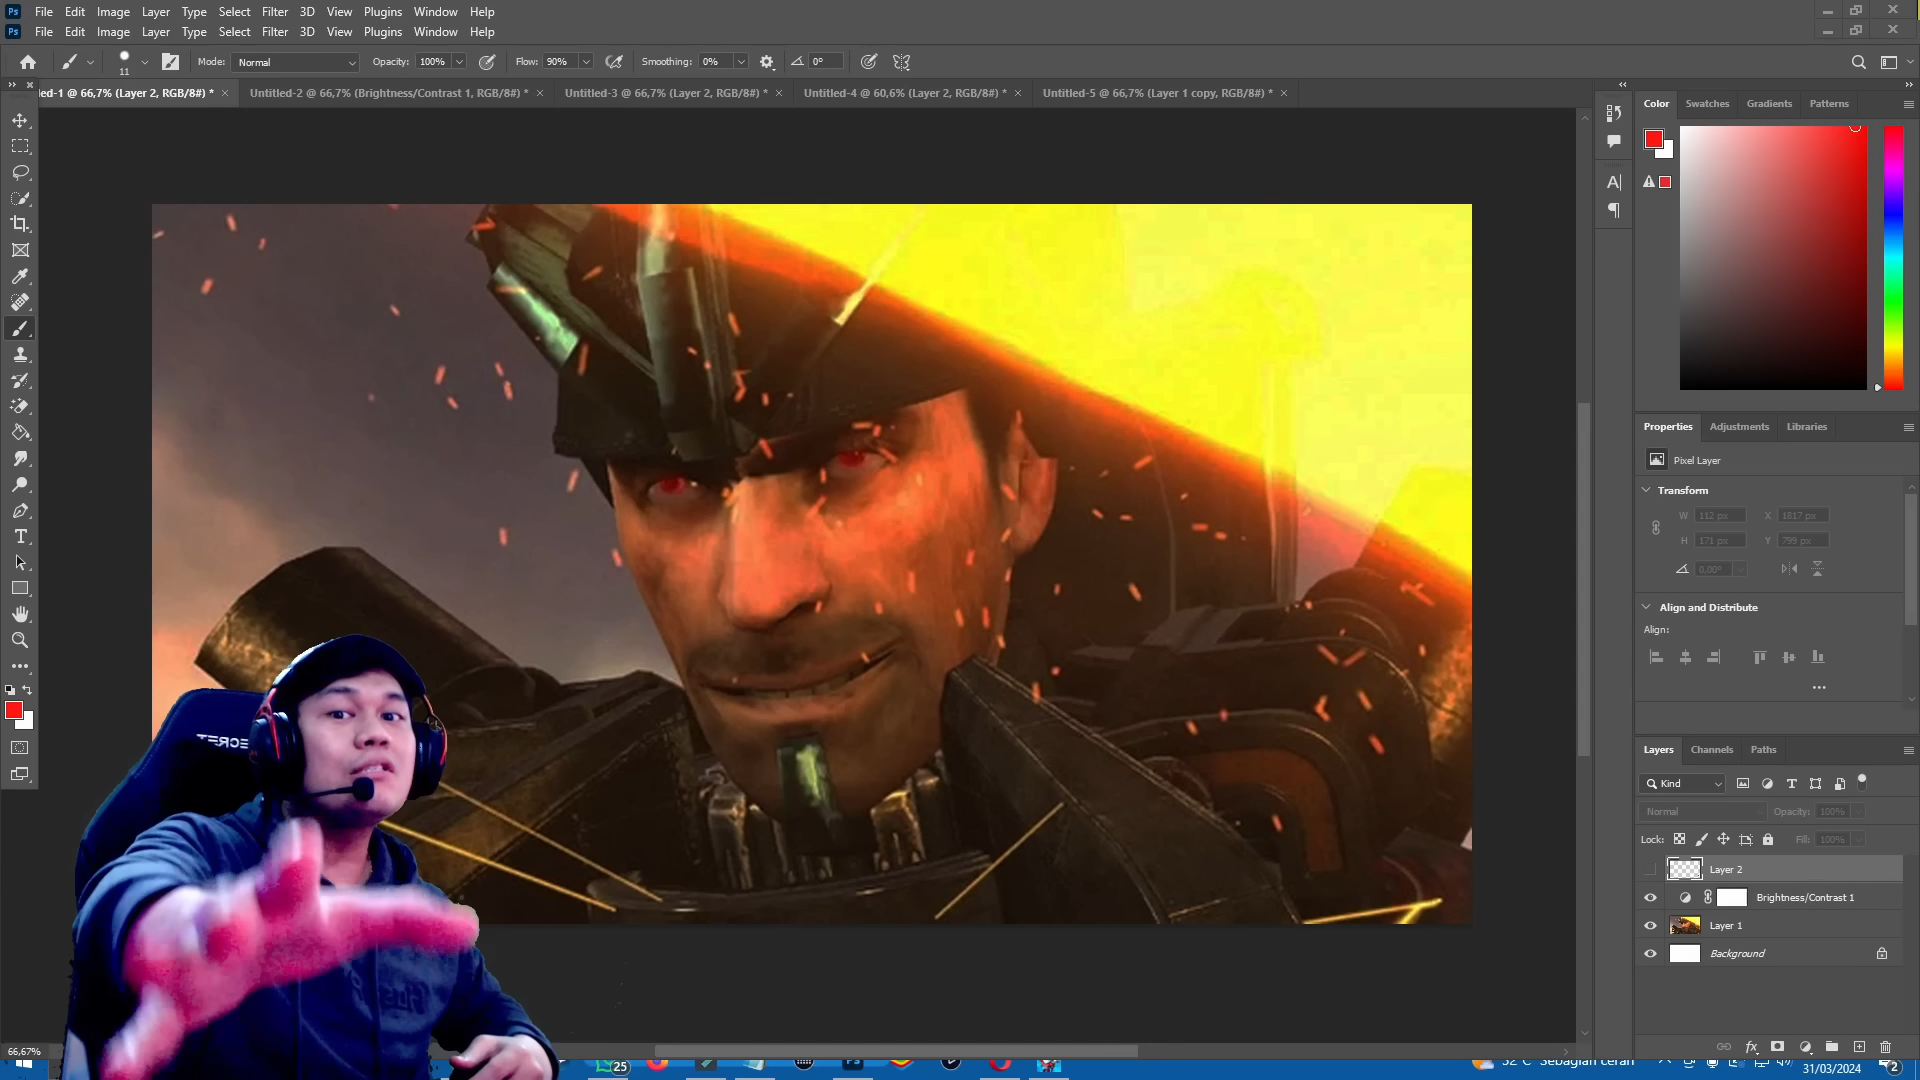 Ps File Edit Image Layer Type Select Filter 3D View Plugins Window Help
Ps File Edit Image Layer Type Select Filter 3D View Plugins Window Help
11 Mode: Normal Opacity: 100% Flow: 90% Smoothing: 0% 0°
ed-1 @ 66,7% (Layer 2, RGB/8#) * Untitled-2 @ 66,7% (Brightness/Contrast 1, RGB/8#) * Untitled-3 @ 66,7% (Layer 2, RGB/8#) * Untitled-4 @ 60,6% (Layer 2, RGB/8#) * Untitled-5 @ 66,7% (Layer 1 copy, RGB/8#) *
Color Swatches Gradients Patterns
Properties Adjustments Libraries
Pixel Layer
Transform
W 112 px X 1817 px
H 171 px Y 799 px
0,00°
Align and Distribute
Align:
Layers Channels Paths
Kind
Normal Opacity: 100%
Lock: Fill: 100%
Layer 2
Brightness/Contrast 1
Layer 1
Background
66,67%
25
32°C Sebagian cerah
31/03/2024
2